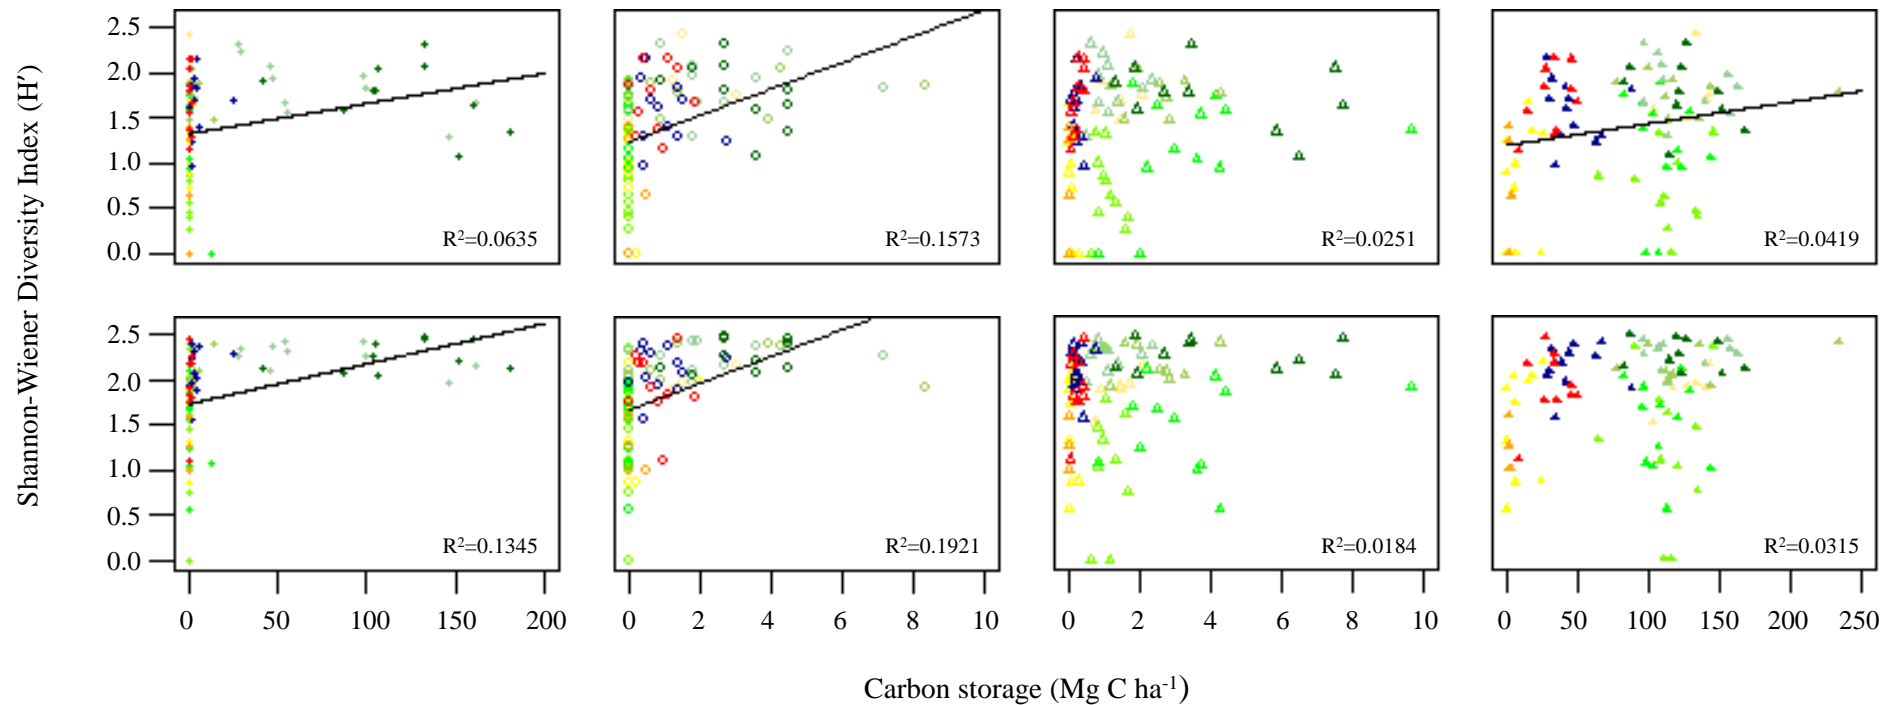 Shannon-Wiener Diversity Index (H′)
2.5
2.0
1.5
1.0
0.5
0.0
R²=0.0635
R²=0.1573
R²=0.0251
R²=0.0419
2.5
2.0
1.5
1.0
0.5
0.0
R²=0.1345
R²=0.1921
R²=0.0184
R²=0.0315
0 50 100 150 200 0 2 4 6 8 10 0 2 4 6 8 10 0 50 100 150 200 250
Carbon storage (Mg C ha⁻¹)